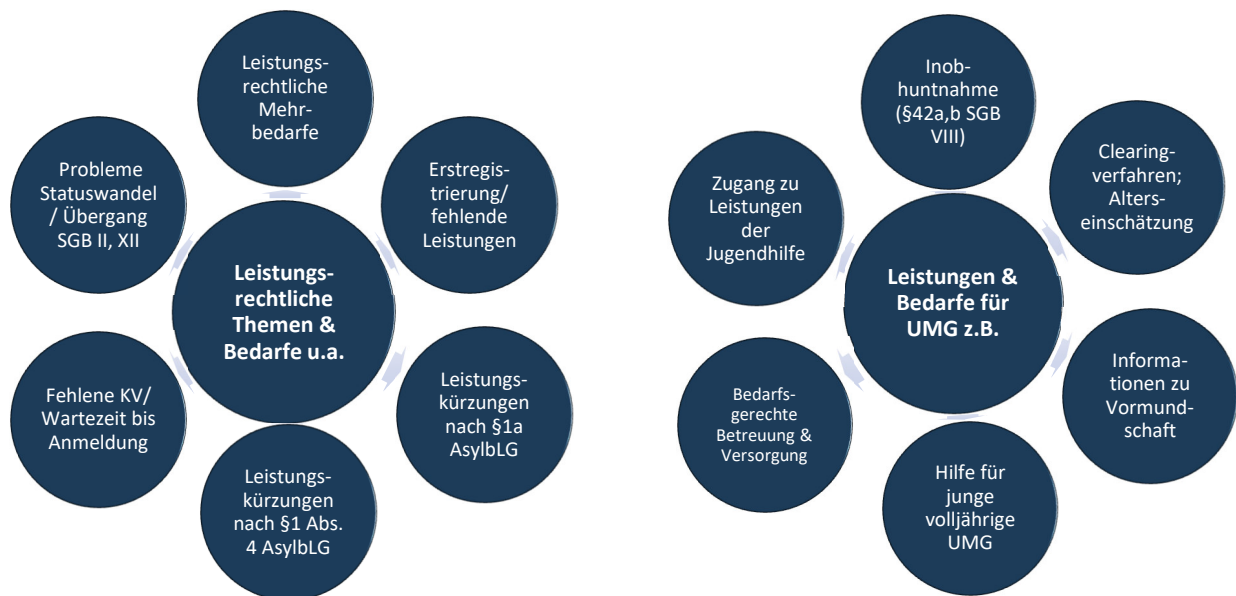 Leistungs-
rechtliche
Mehr-
bedarfe
Erstregis-
trierung/
fehlende
Leistungen
Leistungs-
kürzungen
nach §1a
AsylbLG
Leistungs-
kürzungen
nach §1 Abs.
4 AsylbLG
Fehlene KV/
Wartezeit bis
Anmeldung
Probleme
Statuswandel
/ Übergang
SGB II, XII
Leistungs-
rechtliche
Themen &
Bedarfe u.a.
Inob-
huntnahme
(§42a,b SGB
VIII)
Clearing-
verfahren;
Alters-
einschätzung
Informa-
tionen zu
Vormund-
schaft
Hilfe für
junge
volljährige
UMG
Bedarfs-
gerechte
Betreuung &
Versorgung
Zugang zu
Leistungen
der
Jugendhilfe
Leistungen &
Bedarfe für
UMG z.B.